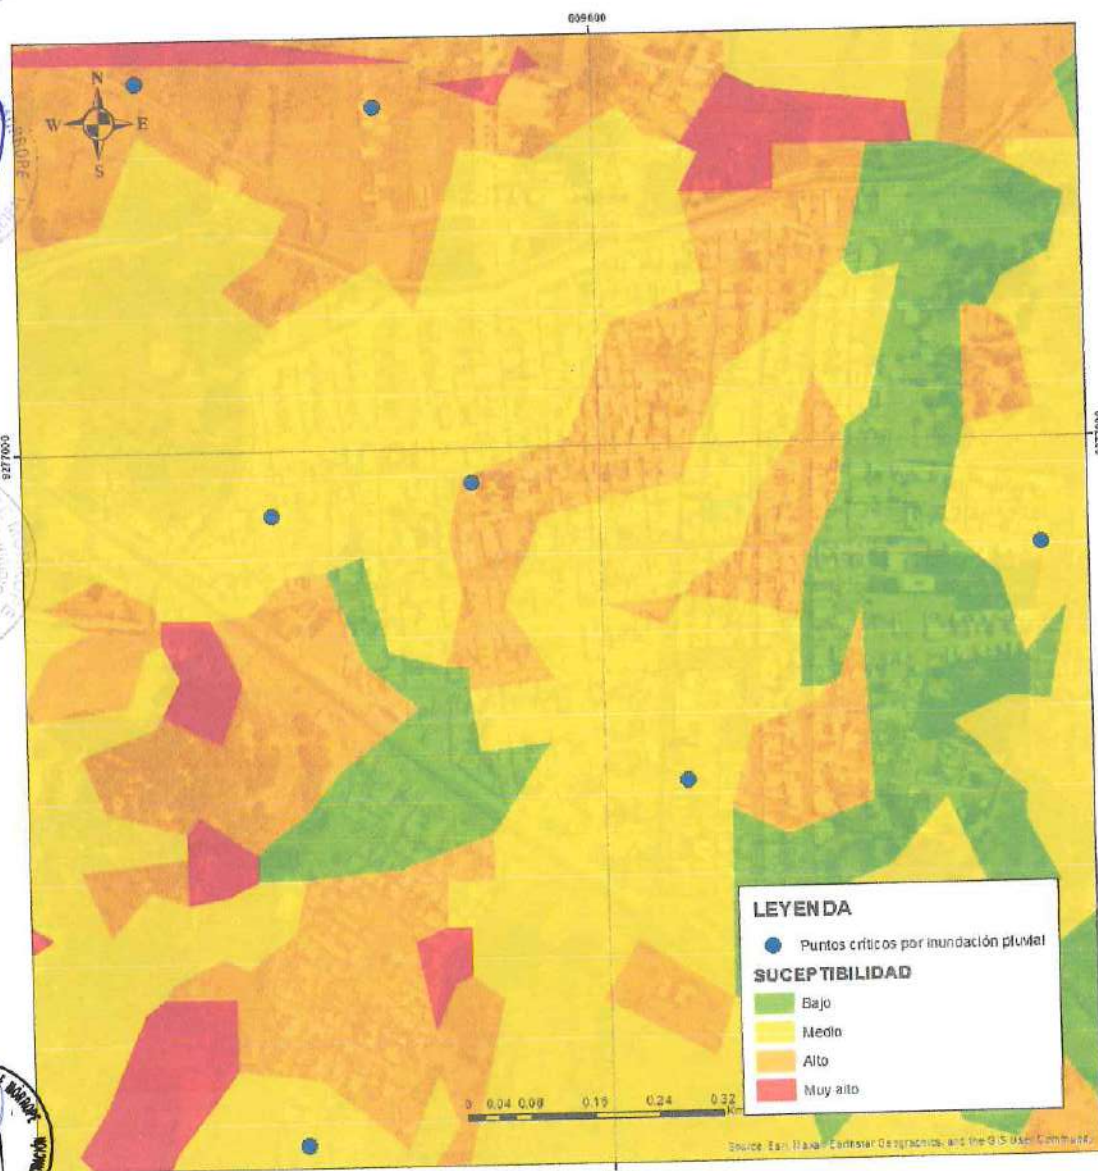 609600
N
W E
S
9277000
LEYENDA
Puntos críticos por inundación pluvial
SUCEPTIBILIDAD
Bajo
Medio
Alto
Muy alto
0 0.04 0.08 0.16 0.24 0.32
Km
Source: Esri, Maxar, Earthstar Geographics, and the GIS User Community
MÓRROPE